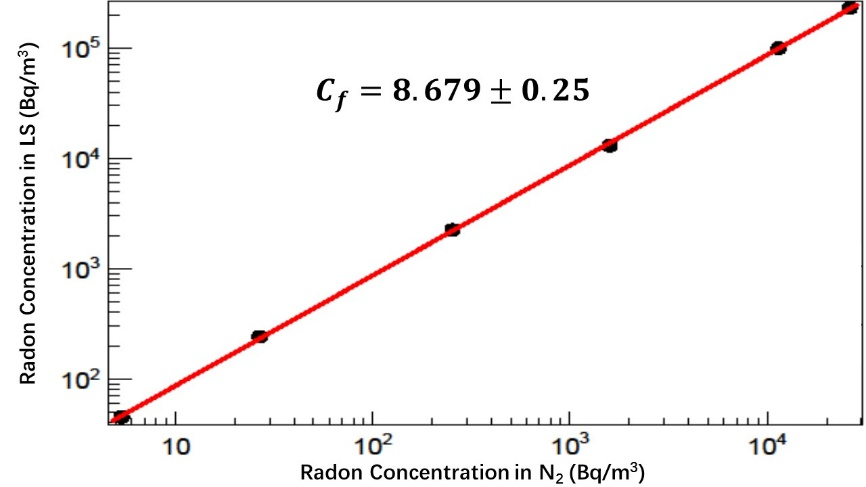 Radon Concentration in LS (Bq/m³)
10⁵
10⁴
10³
10²
C_f = 8.679 ± 0.25
10 10² 10³ 10⁴
Radon Concentration in N₂ (Bq/m³)